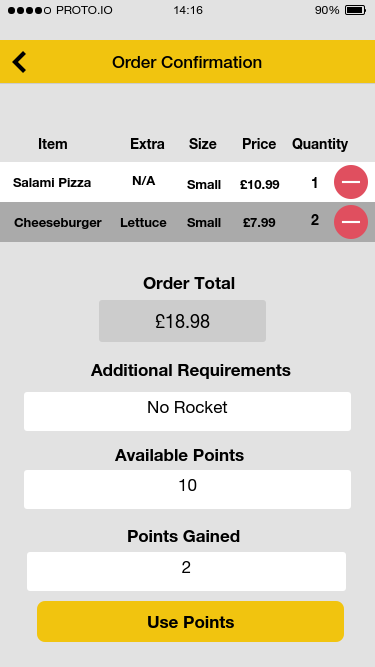 PROTO.IO 14:16 90%
Order Confirmation
Item Extra Size Price Quantity
Salami Pizza N/A Small £10.99 1
Cheeseburger Lettuce Small £7.99 2
Order Total
£18.98
Additional Requirements
No Rocket
Available Points
10
Points Gained
2
Use Points